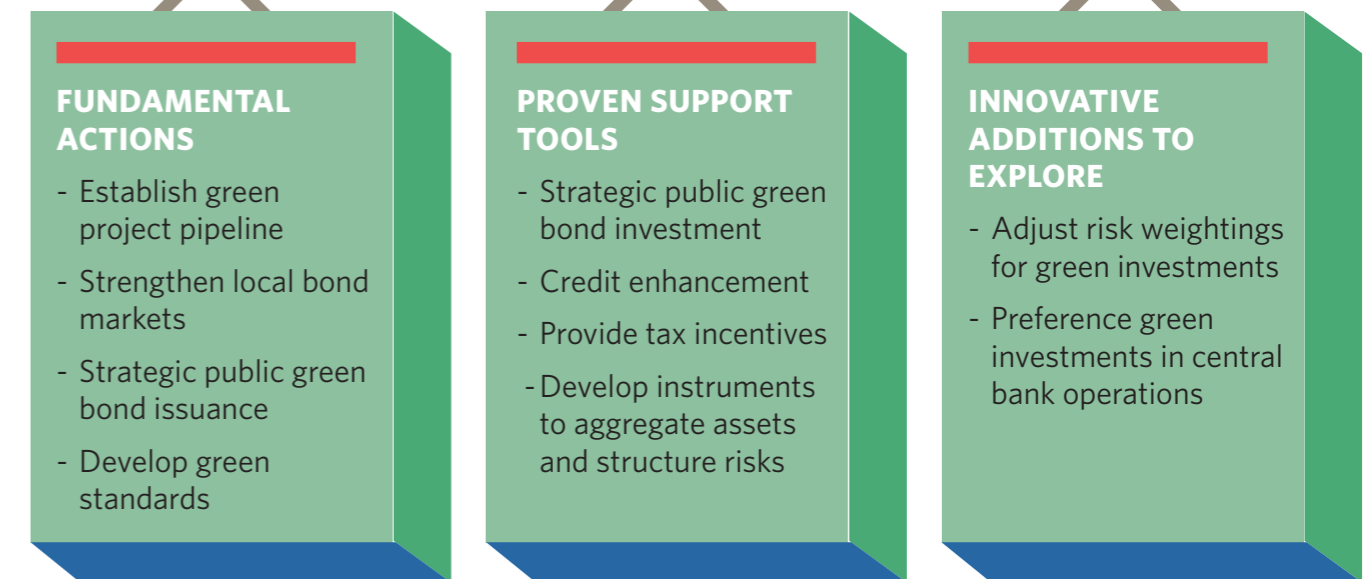 FUNDAMENTAL
ACTIONS
- Establish green
project pipeline
- Strengthen local bond
markets
- Strategic public green
bond issuance
- Develop green
standards
PROVEN SUPPORT
TOOLS
- Strategic public green
bond investment
- Credit enhancement
- Provide tax incentives
- Develop instruments
to aggregate assets
and structure risks
INNOVATIVE
ADDITIONS TO
EXPLORE
- Adjust risk weightings
for green investments
- Preference green
investments in central
bank operations